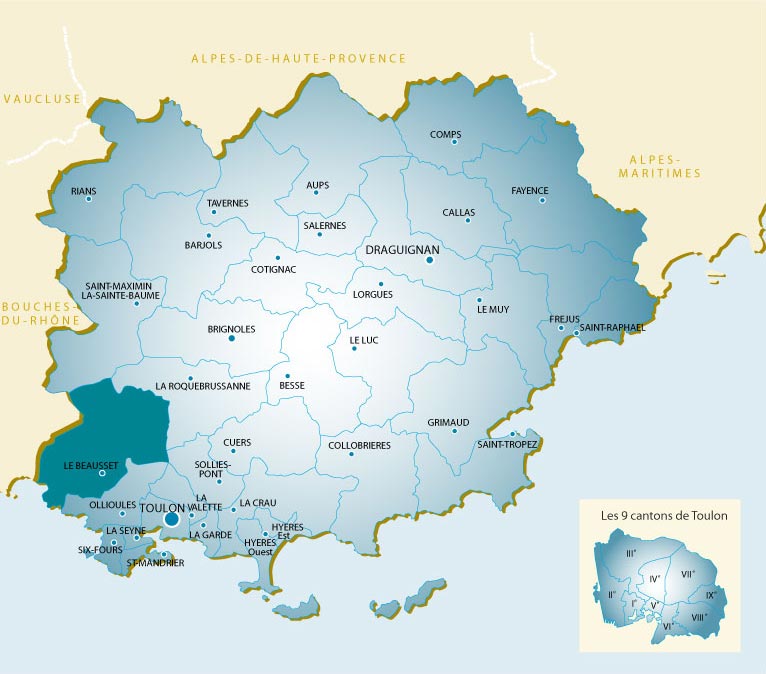 ALPES-DE-HAUTE-PROVENCE
VAUCLUSE
COMPS
ALPES-
MARITIMES
RIANS
AUPS
FAYENCE
TAVERNES
CALLAS
SALERNES
BARJOLS
DRAGUIGNAN
COTIGNAC
SAINT-MAXIMIN
LA-SAINTE-BAUME
LORGUES
BOUCHES-
DU-RHÔNE
LE MUY
FREJUS
SAINT-RAPHAEL
BRIGNOLES
LE LUC
LA ROQUEBRUSSANNE
BESSE
GRIMAUD
SAINT-TROPEZ
CUERS
COLLOBRIERES
LE BEAUSSET
SOLLIES-
PONT
OLLIOULES
TOULON
LA
VALETTE
LA CRAU
LA SEYNE
LA GARDE
HYERES
Est
HYERES
Ouest
SIX-FOURS
ST-MANDRIER
Les 9 cantons de Toulon
III°
IV°
VII°
II°
I°
V°
IX°
VI°
VIII°